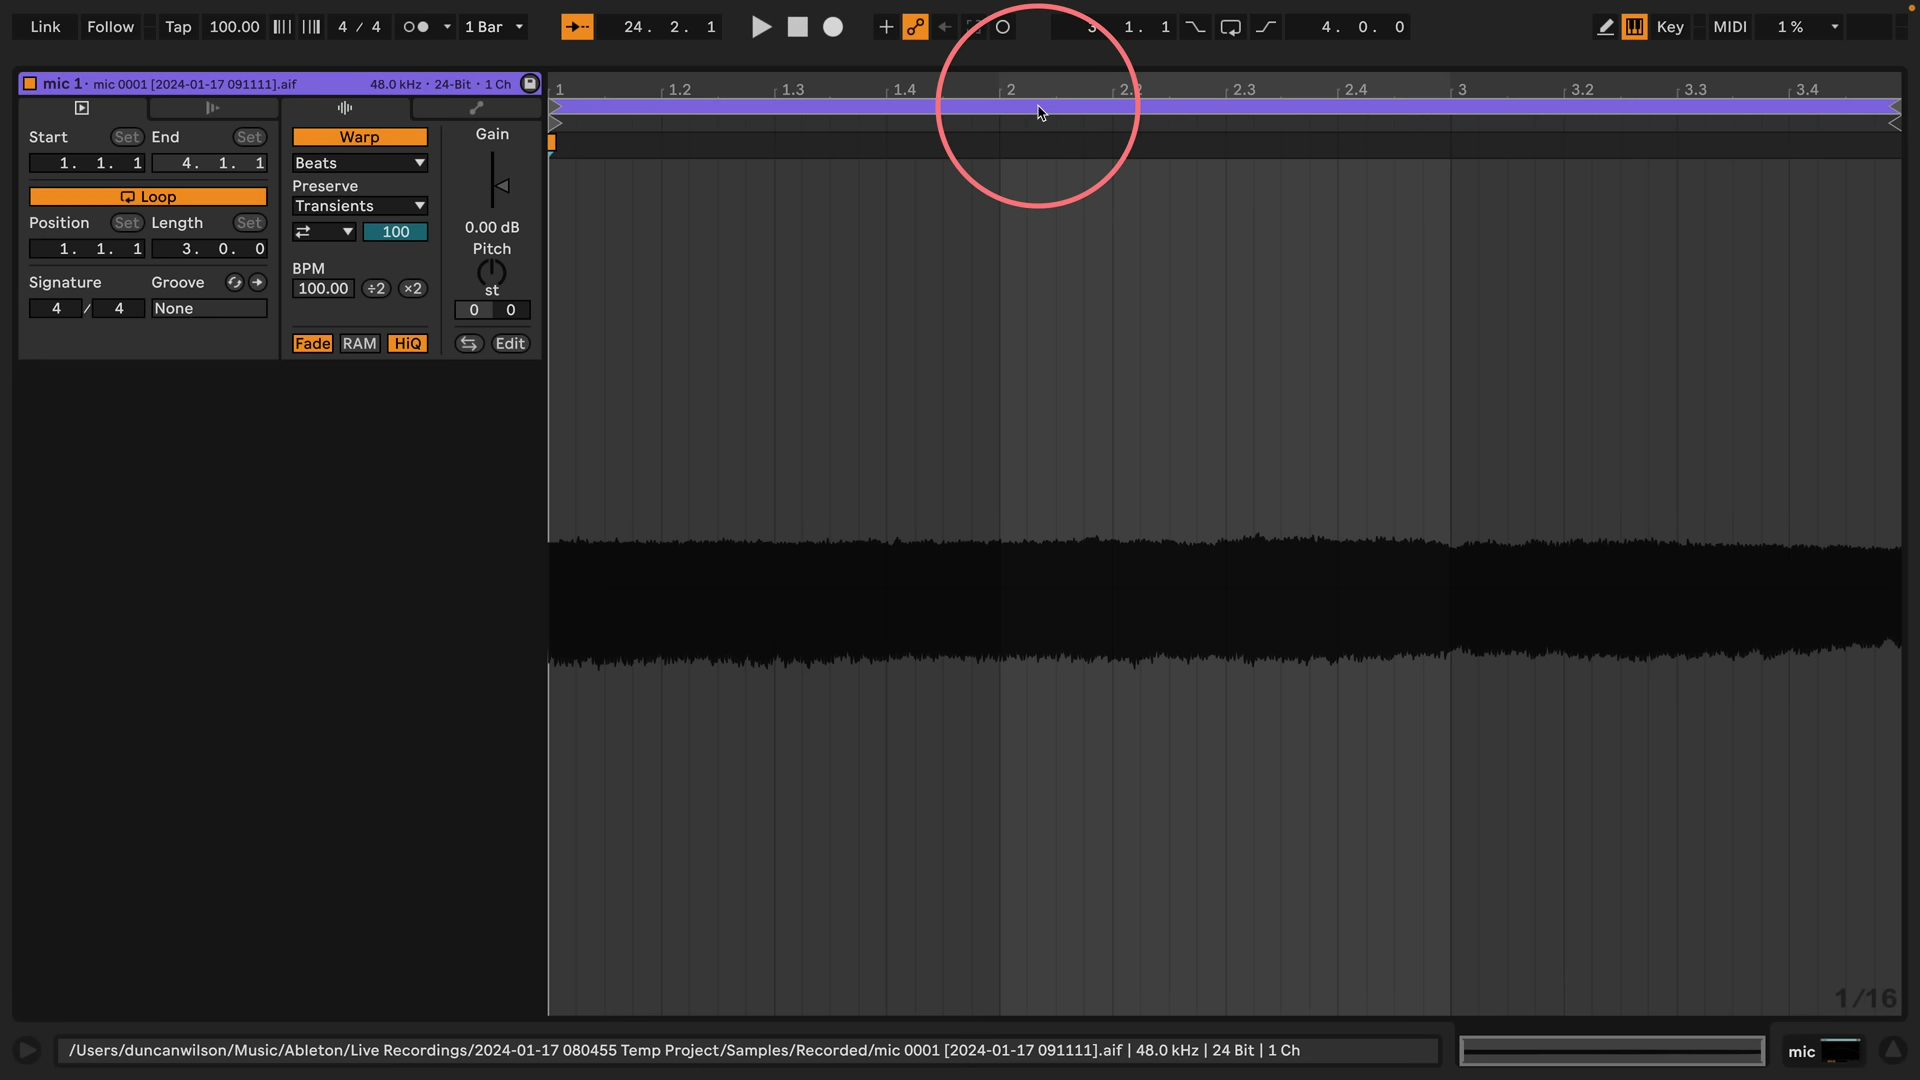 Link Follow Tap 100.00 4 / 4 1 Bar 24. 2. 1 3 1. 1 4. 0. 0 Key MIDI 1 %
mic 1 · mic 0001 [2024-01-17 091111].aif 48.0 kHz · 24-Bit · 1 Ch
1 1.2 1.3 1.4 2 2.2 2.3 2.4 3 3.2 3.3 3.4
Start Set End Set
1. 1. 1 4. 1. 1
Loop
Position Set Length Set
1. 1. 1 3. 0. 0
Signature Groove
4 / 4 None
Warp
Beats
Preserve
Transients
100
BPM
100.00 ÷2 ×2
Fade RAM HiQ
Gain
0.00 dB
Pitch
st
0 0
Edit
1/16
/Users/duncanwilson/Music/Ableton/Live Recordings/2024-01-17 080455 Temp Project/Samples/Recorded/mic 0001 [2024-01-17 091111].aif | 48.0 kHz | 24 Bit | 1 Ch
mic